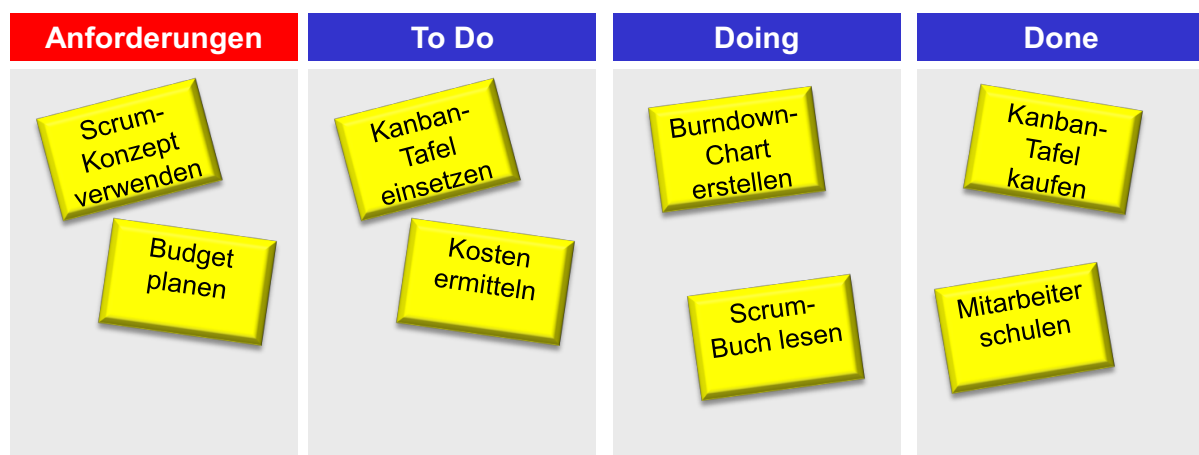 Anforderungen
To Do
Doing
Done
Scrum-
Konzept
verwenden
Budget
planen
Kanban-
Tafel
einsetzen
Kosten
ermitteln
Burndown-
Chart
erstellen
Scrum-
Buch lesen
Kanban-
Tafel
kaufen
Mitarbeiter
schulen